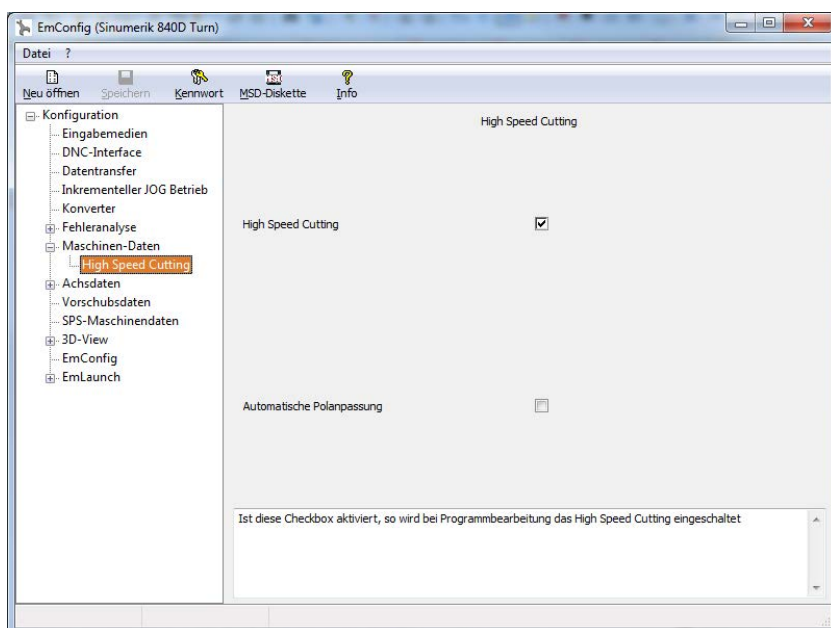 EmConfig (Sinumerik 840D Turn)
Datei ?
Neu öffnen Speichern Kennwort MSD-Diskette Info
Konfiguration
Eingabemedien
DNC-Interface
Datentransfer
Inkrementeller JOG Betrieb
Konverter
Fehleranalyse
Maschinen-Daten
High Speed Cutting
Achsdaten
Vorschubsdaten
SPS-Maschinendaten
3D-View
EmConfig
EmLaunch
High Speed Cutting
High Speed Cutting
Automatische Polanpassung
Ist diese Checkbox aktiviert, so wird bei Programmbearbeitung das High Speed Cutting eingeschaltet